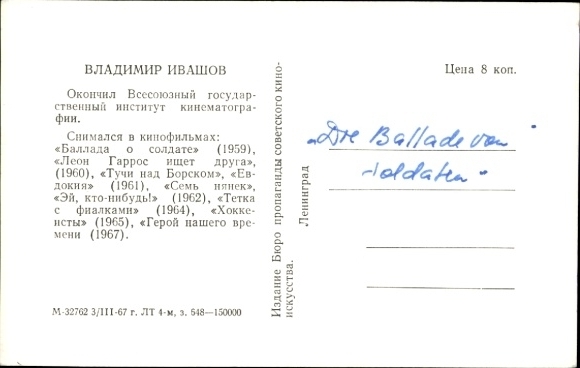 ВЛАДИМИР ИВАШОВ
Окончил Всесоюзный государ-
ственный институт кинематогра-
фии.
Снимался в кинофильмах:
«Баллада о солдате» (1959),
«Леон Гаррос ищет друга»,
(1960), «Тучи над Борском», «Ев-
докия» (1961), «Семь нянек»,
«Эй, кто-нибудь!» (1962), «Тетка
с фиалками» (1964), «Хокке-
исты» (1965), «Герой нашего вре-
мени (1967).
М-32762 3/III-67 г. ЛТ 4-м, з. 548—150000
Издание Бюро пропаганды советского кино-
искусства.
Ленинград
Цена 8 коп.
„Die Ballade vom
Soldaten"